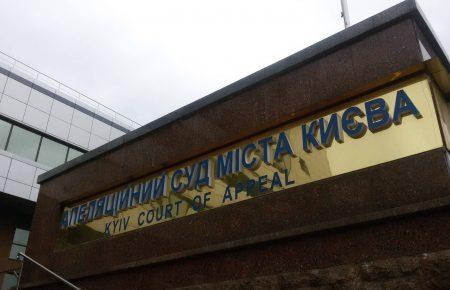 АПЕЛЯЦІЙНИЙ СУД МІСТА КИЄВА
KYIV COURT OF APPEAL